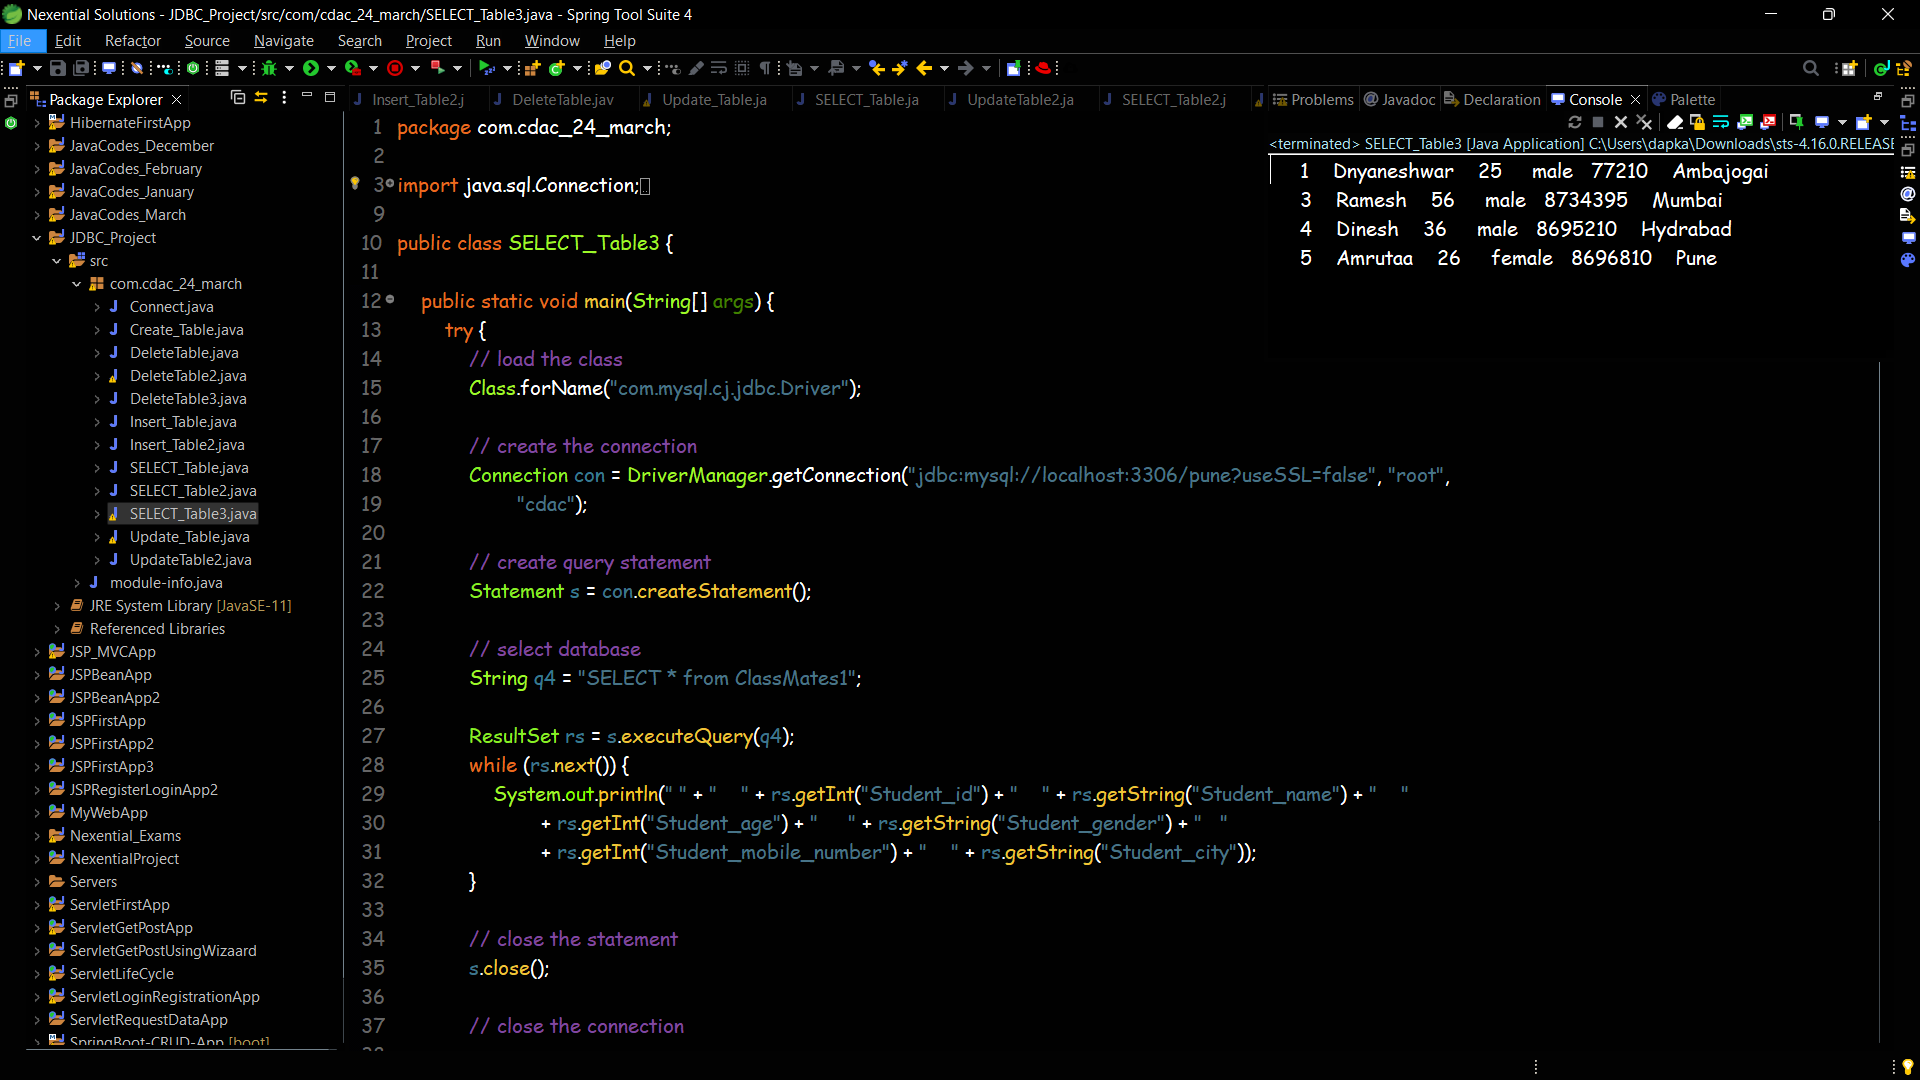 Nexential Solutions - JDBC_Project/src/com/cdac_24_march/SELECT_Table3.java - Spring Tool Suite 4
File Edit Refactor Source Navigate Search Project Run Window Help
Package Explorer
HibernateFirstApp
JavaCodes_December
JavaCodes_February
JavaCodes_January
JavaCodes_March
JDBC_Project
src
com.cdac_24_march
Connect.java
Create_Table.java
DeleteTable.java
DeleteTable2.java
DeleteTable3.java
Insert_Table.java
Insert_Table2.java
SELECT_Table.java
SELECT_Table2.java
SELECT_Table3.java
Update_Table.java
UpdateTable2.java
module-info.java
JRE System Library [JavaSE-11]
Referenced Libraries
JSP_MVCApp
JSPBeanApp
JSPBeanApp2
JSPFirstApp
JSPFirstApp2
JSPFirstApp3
JSPRegisterLoginApp2
MyWebApp
Nexential_Exams
NexentialProject
Servers
ServletFirstApp
ServletGetPostApp
ServletGetPostUsingWizaard
ServletLifeCycle
ServletLoginRegistrationApp
ServletRequestDataApp
SpringBoot-CRUD-App [boot]
Insert_Table2.j DeleteTable.jav Update_Table.ja SELECT_Table.ja UpdateTable2.ja SELECT_Table2.j
1 package com.cdac_24_march;
2
3 import java.sql.Connection;
9
10 public class SELECT_Table3 {
11
12 public static void main(String[] args) {
13 try {
14 // load the class
15 Class.forName("com.mysql.cj.jdbc.Driver");
16
17 // create the connection
18 Connection con = DriverManager.getConnection("jdbc:mysql://localhost:3306/pune?useSSL=false", "root",
19 "cdac");
20
21 // create query statement
22 Statement s = con.createStatement();
23
24 // select database
25 String q4 = "SELECT * from ClassMates1";
26
27 ResultSet rs = s.executeQuery(q4);
28 while (rs.next()) {
29 System.out.println(" " + "    " + rs.getInt("Student_id") + "    " + rs.getString("Student_name") + "    "
30 + rs.getInt("Student_age") + "     " + rs.getString("Student_gender") + "   "
31 + rs.getInt("Student_mobile_number") + "    " + rs.getString("Student_city"));
32 }
33
34 // close the statement
35 s.close();
36
37 // close the connection
Problems @ Javadoc Declaration Console Palette
<terminated> SELECT_Table3 [Java Application] C:\Users\dapka\Downloads\sts-4.16.0.RELEASE
1 Dnyaneshwar 25 male 77210 Ambajogai
3 Ramesh 56 male 8734395 Mumbai
4 Dinesh 36 male 8695210 Hydrabad
5 Amrutaa 26 female 8696810 Pune